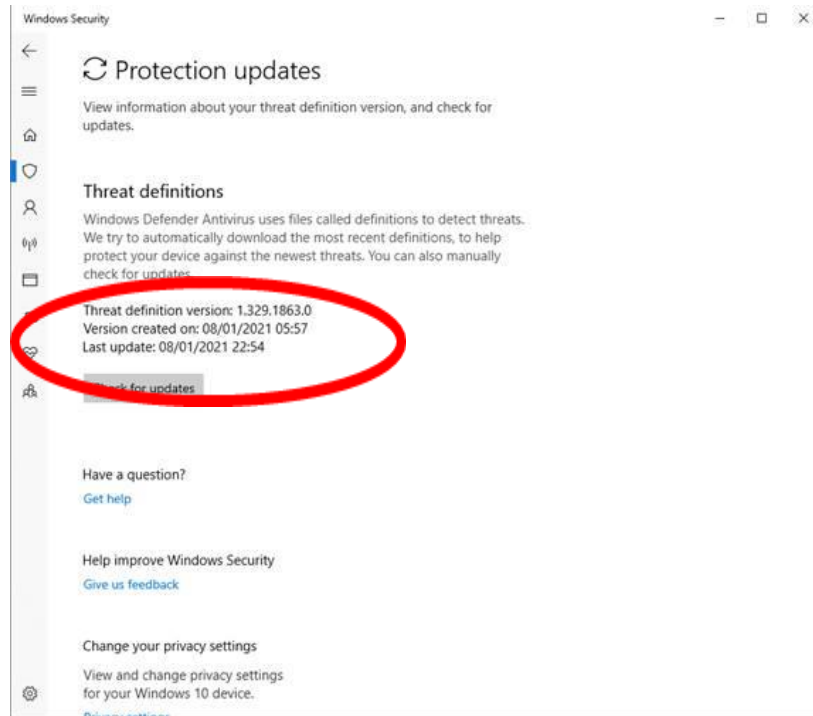 Windows Security
Protection updates
View information about your threat definition version, and check for
updates.
Threat definitions
Windows Defender Antivirus uses files called definitions to detect threats.
We try to automatically download the most recent definitions, to help
protect your device against the newest threats. You can also manually
check for updates.
Threat definition version: 1.329.1863.0
Version created on: 08/01/2021 05:57
Last update: 08/01/2021 22:54
Check for updates
Have a question?
Get help
Help improve Windows Security
Give us feedback
Change your privacy settings
View and change privacy settings
for your Windows 10 device.
Privacy settings